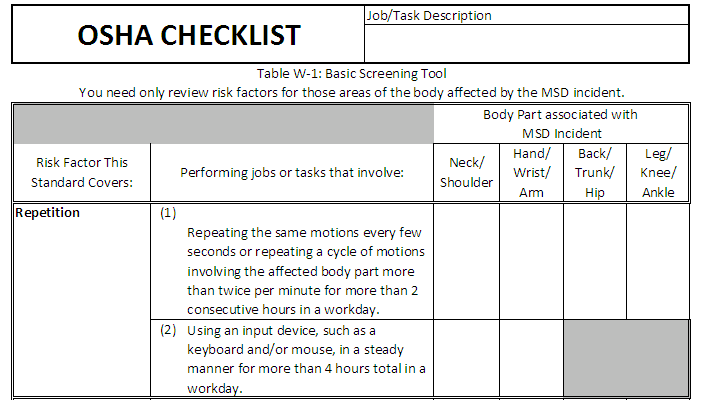 OSHA CHECKLIST
Job/Task Description
Table W-1: Basic Screening Tool
You need only review risk factors for those areas of the body affected by the MSD incident.
Body Part associated with
MSD Incident
Risk Factor This
Standard Covers:
Performing jobs or tasks that involve:
Neck/
Shoulder
Hand/
Wrist/
Arm
Back/
Trunk/
Hip
Leg/
Knee/
Ankle
Repetition
(1)
Repeating the same motions every few
seconds or repeating a cycle of motions
involving the affected body part more
than twice per minute for more than 2
consecutive hours in a workday.
(2) Using an input device, such as a
keyboard and/or mouse, in a steady
manner for more than 4 hours total in a
workday.